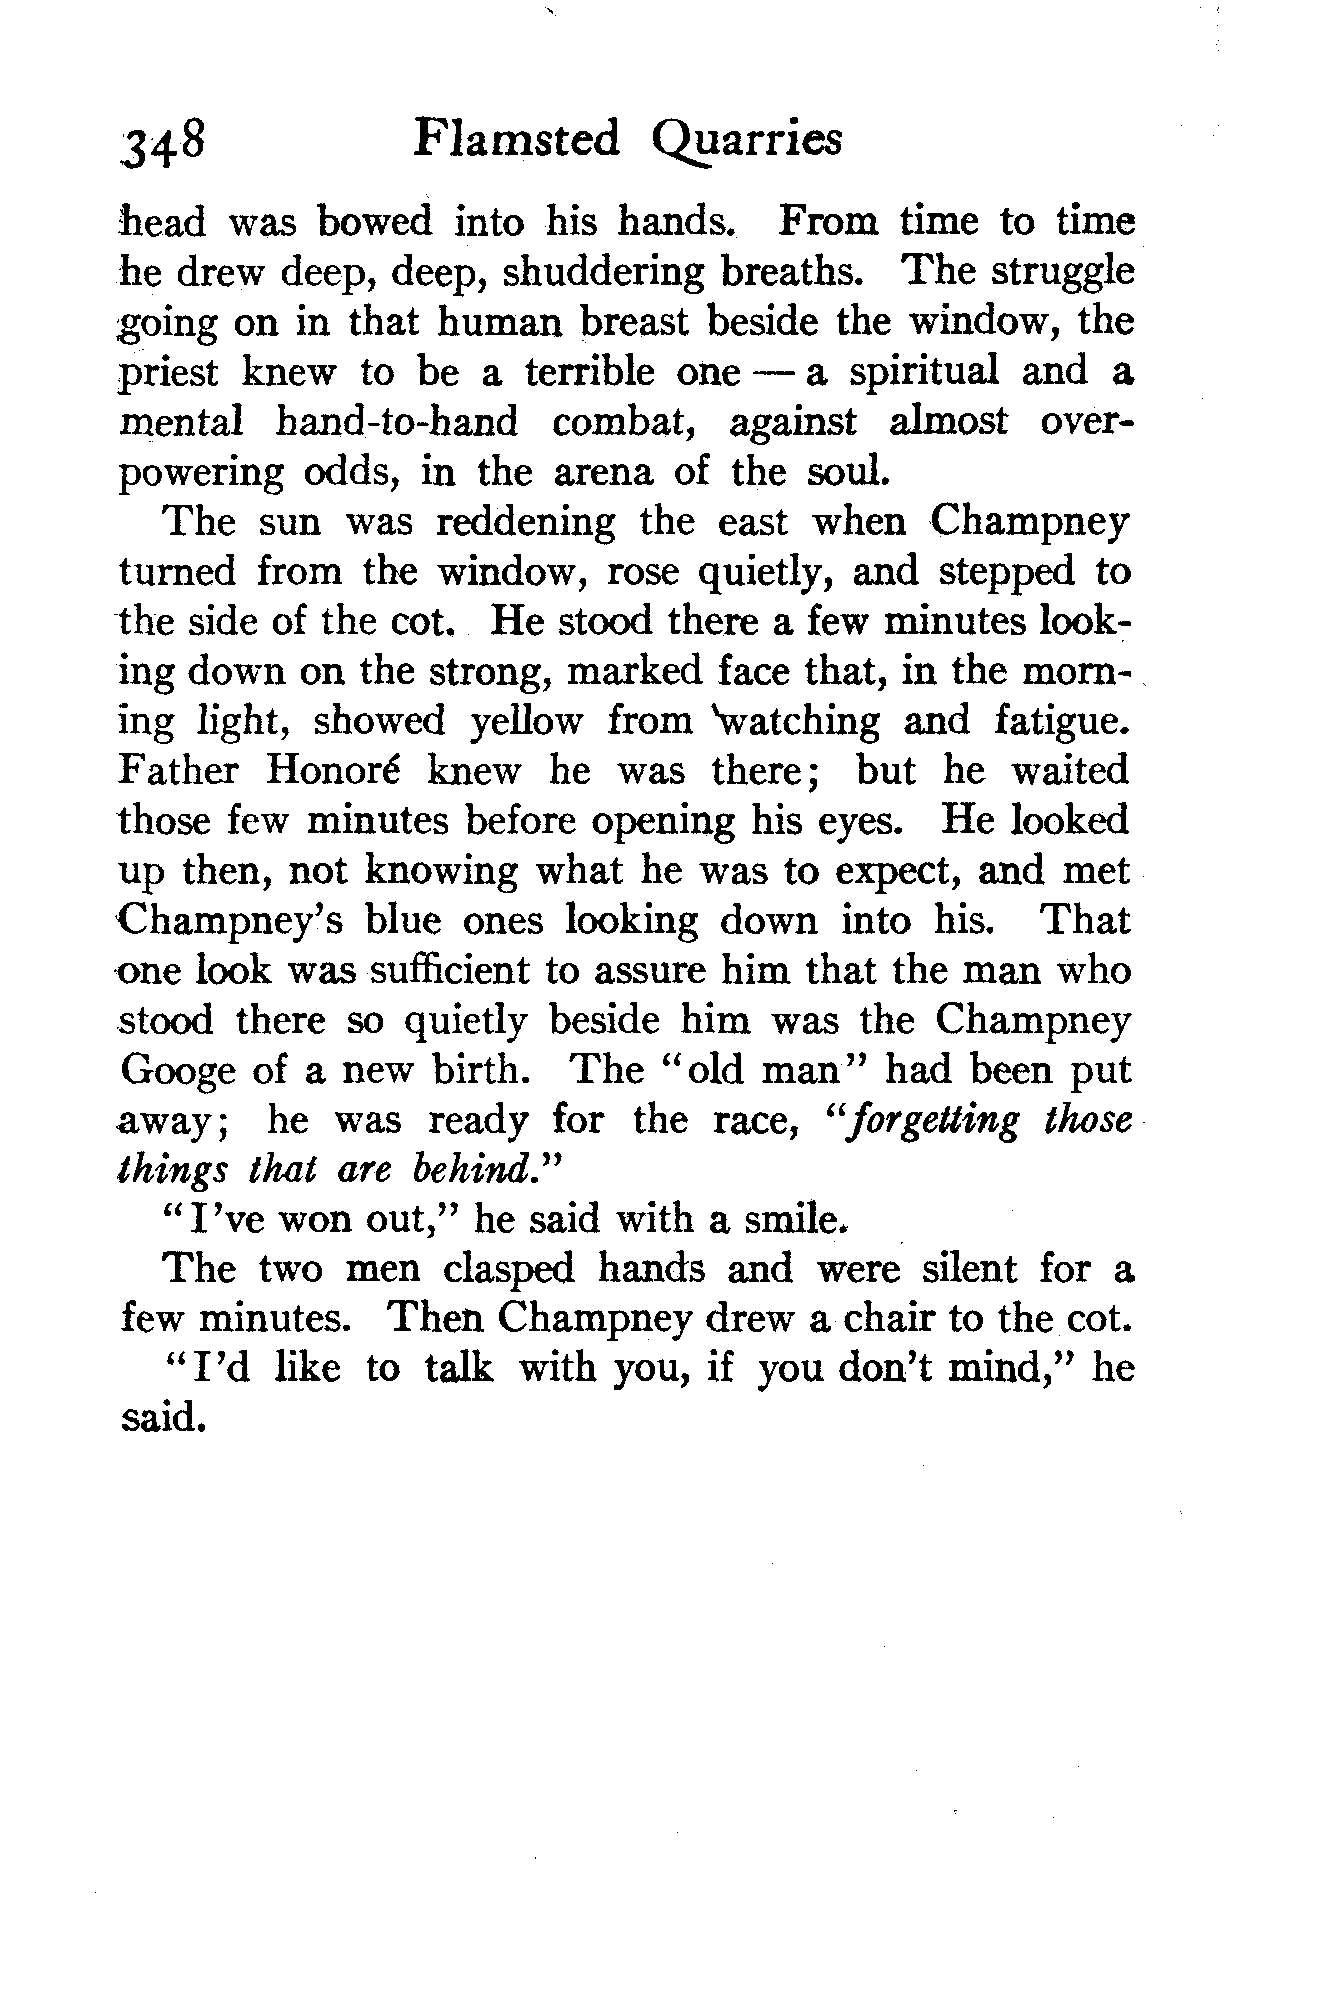 348 Flamsted Quarries
head was bowed into his hands. From time to time
he drew deep, deep, shuddering breaths. The struggle
going on in that human breast beside the window, the
priest knew to be a terrible one — a spiritual and a
mental hand-to-hand combat, against almost over-
powering odds, in the arena of the soul.
The sun was reddening the east when Champney
turned from the window, rose quietly, and stepped to
the side of the cot. He stood there a few minutes look-
ing down on the strong, marked face that, in the morn-
ing light, showed yellow from watching and fatigue.
Father Honoré knew he was there; but he waited
those few minutes before opening his eyes. He looked
up then, not knowing what he was to expect, and met
Champney's blue ones looking down into his. That
one look was sufficient to assure him that the man who
stood there so quietly beside him was the Champney
Googe of a new birth. The "old man" had been put
away; he was ready for the race, "forgetting those
things that are behind."
"I've won out," he said with a smile.
The two men clasped hands and were silent for a
few minutes. Then Champney drew a chair to the cot.
"I'd like to talk with you, if you don't mind," he
said.